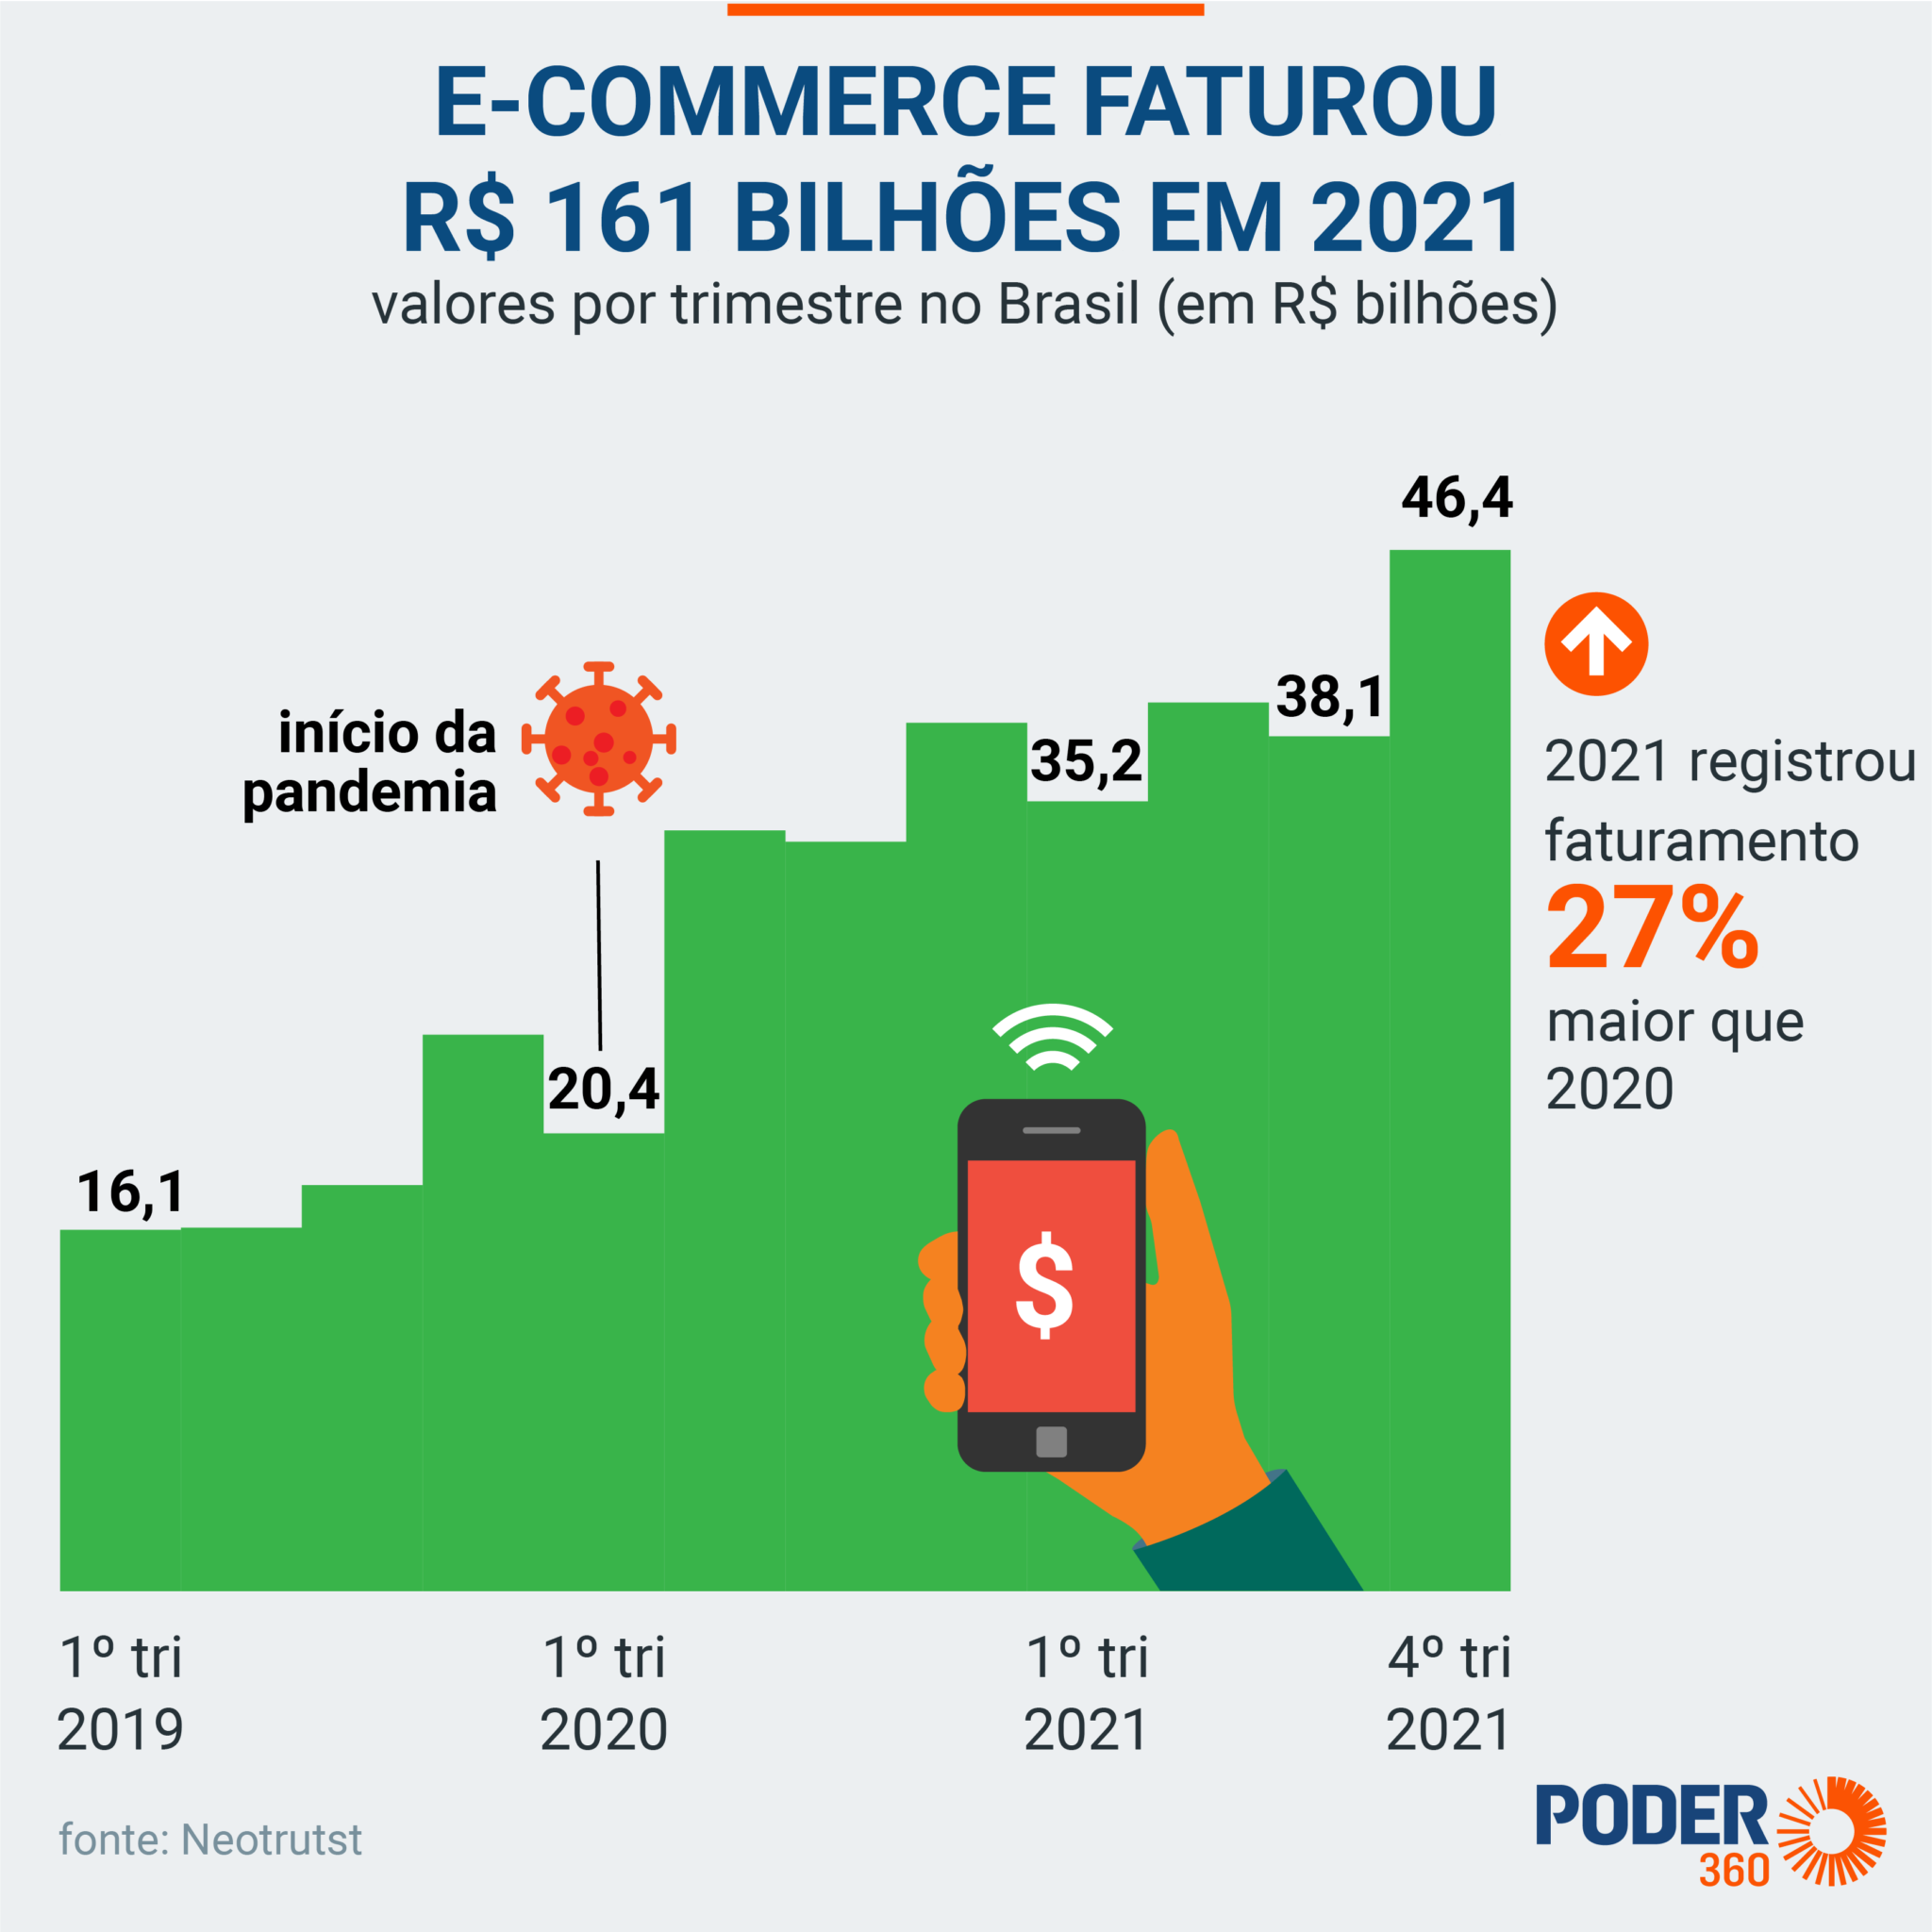 E-COMMERCE FATUROU
R$ 161 BILHÕES EM 2021
valores por trimestre no Brasil (em R$ bilhões)
46,4
38,1
35,2
início da
pandemia
20,4
16,1
2021 registrou
faturamento
27%
maior que
2020
$
1º tri
2019
1º tri
2020
1º tri
2021
4º tri
2021
fonte: Neotrutst
PODER
360